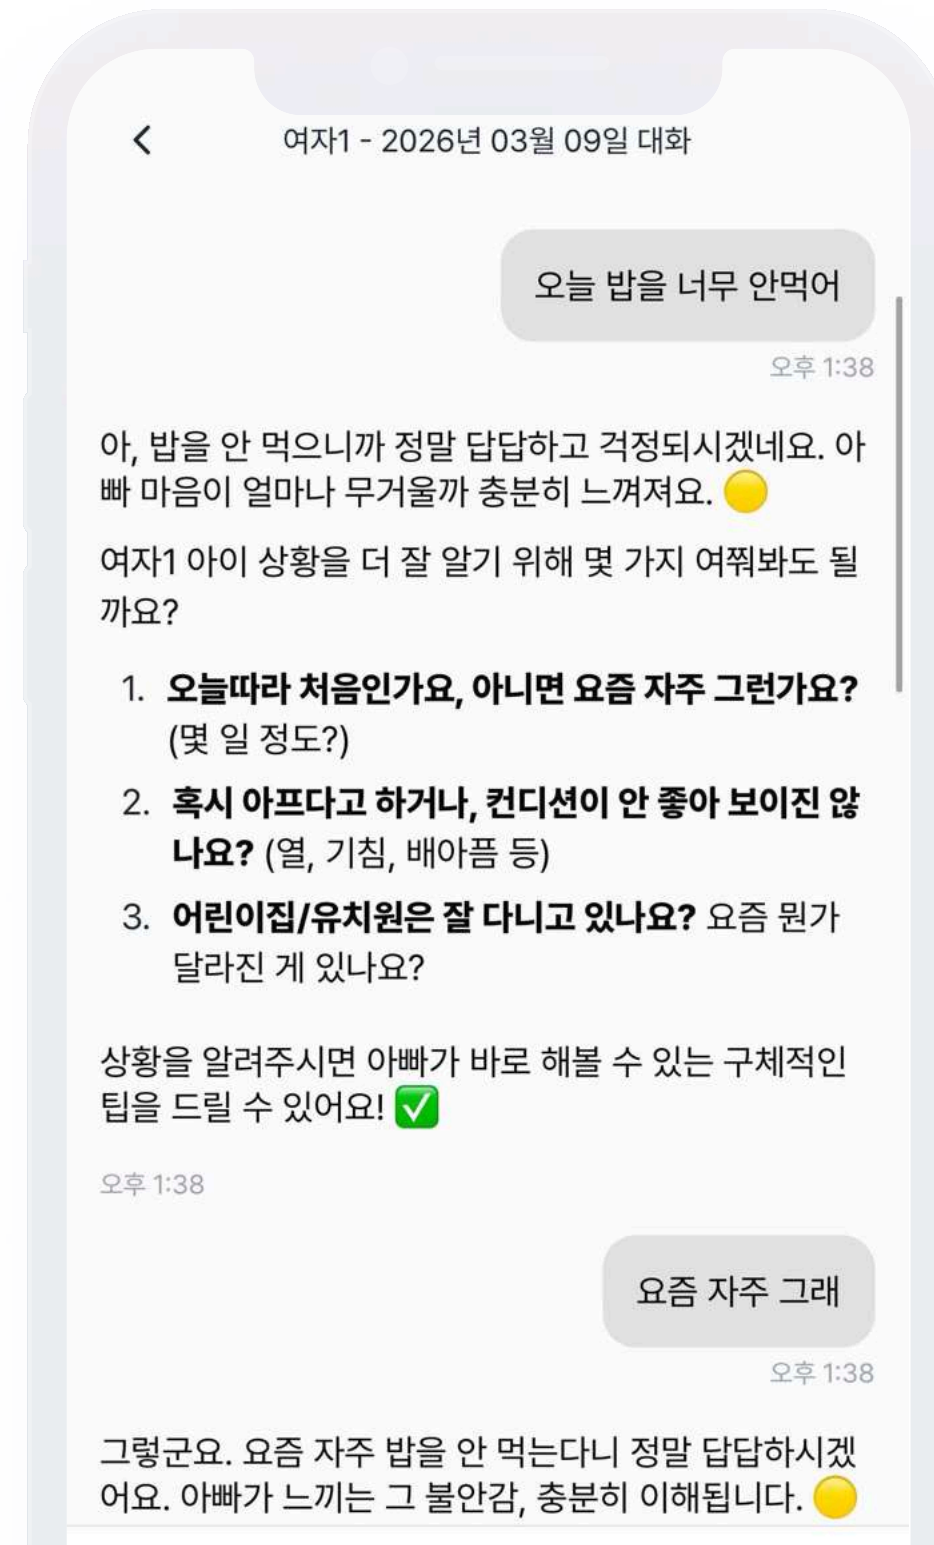 여자1 - 2026년 03월 09일 대화
오늘 밥을 너무 안먹어
오후 1:38
아, 밥을 안 먹으니까 정말 답답하고 걱정되시겠네요. 아
빠 마음이 얼마나 무거울까 충분히 느껴져요. 🟡
여자1 아이 상황을 더 잘 알기 위해 몇 가지 여쭤봐도 될
까요?
1. 오늘따라 처음인가요, 아니면 요즘 자주 그런가요?
(몇 일 정도?)
2. 혹시 아프다고 하거나, 컨디션이 안 좋아 보이진 않
나요? (열, 기침, 배아픔 등)
3. 어린이집/유치원은 잘 다니고 있나요? 요즘 뭔가
달라진 게 있나요?
상황을 알려주시면 아빠가 바로 해볼 수 있는 구체적인
팁을 드릴 수 있어요! ✅
오후 1:38
요즘 자주 그래
오후 1:38
그렇군요. 요즘 자주 밥을 안 먹는다니 정말 답답하시겠
어요. 아빠가 느끼는 그 불안감, 충분히 이해됩니다. 🟡